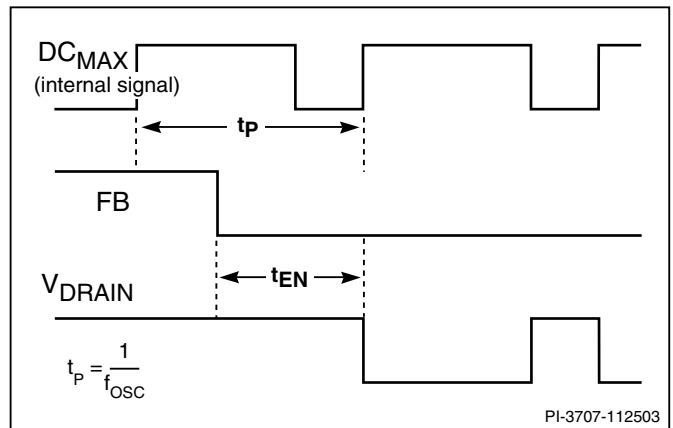 DCMAX
(internal signal)
tP
FB
tEN
VDRAIN
tP = 1/fOSC
PI-3707-112503